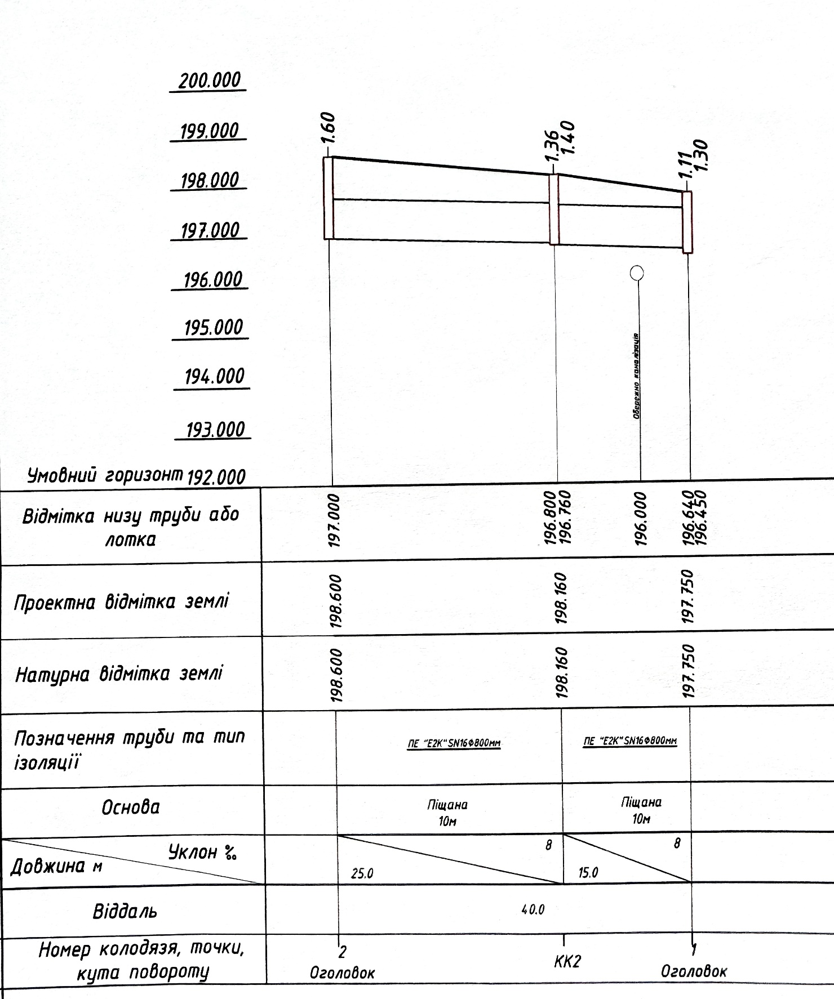 200.000
199.000
198.000
197.000
196.000
195.000
194.000
193.000
Умовний горизонт 192.000
1.60
1.36
1.40
1.11
1.30
Обережно каналізація
Відмітка низу труби або
лотка
197.000
196.800
196.760
196.000
196.640
196.450
Проектна відмітка землі
198.600
198.160
197.750
Натурна відмітка землі
198.600
198.160
197.750
Позначення труби та тип
ізоляції
ПЕ "Е2К" SN16Ф800мм
ПЕ "Е2К" SN16Ф800мм
Основа
Піщана
10м
Піщана
10м
Уклон ‰
Довжина м
8
25.0
8
15.0
Віддаль
40.0
Номер колодязя, точки,
кута повороту
2
Оголовок
КК2
1
Оголовок